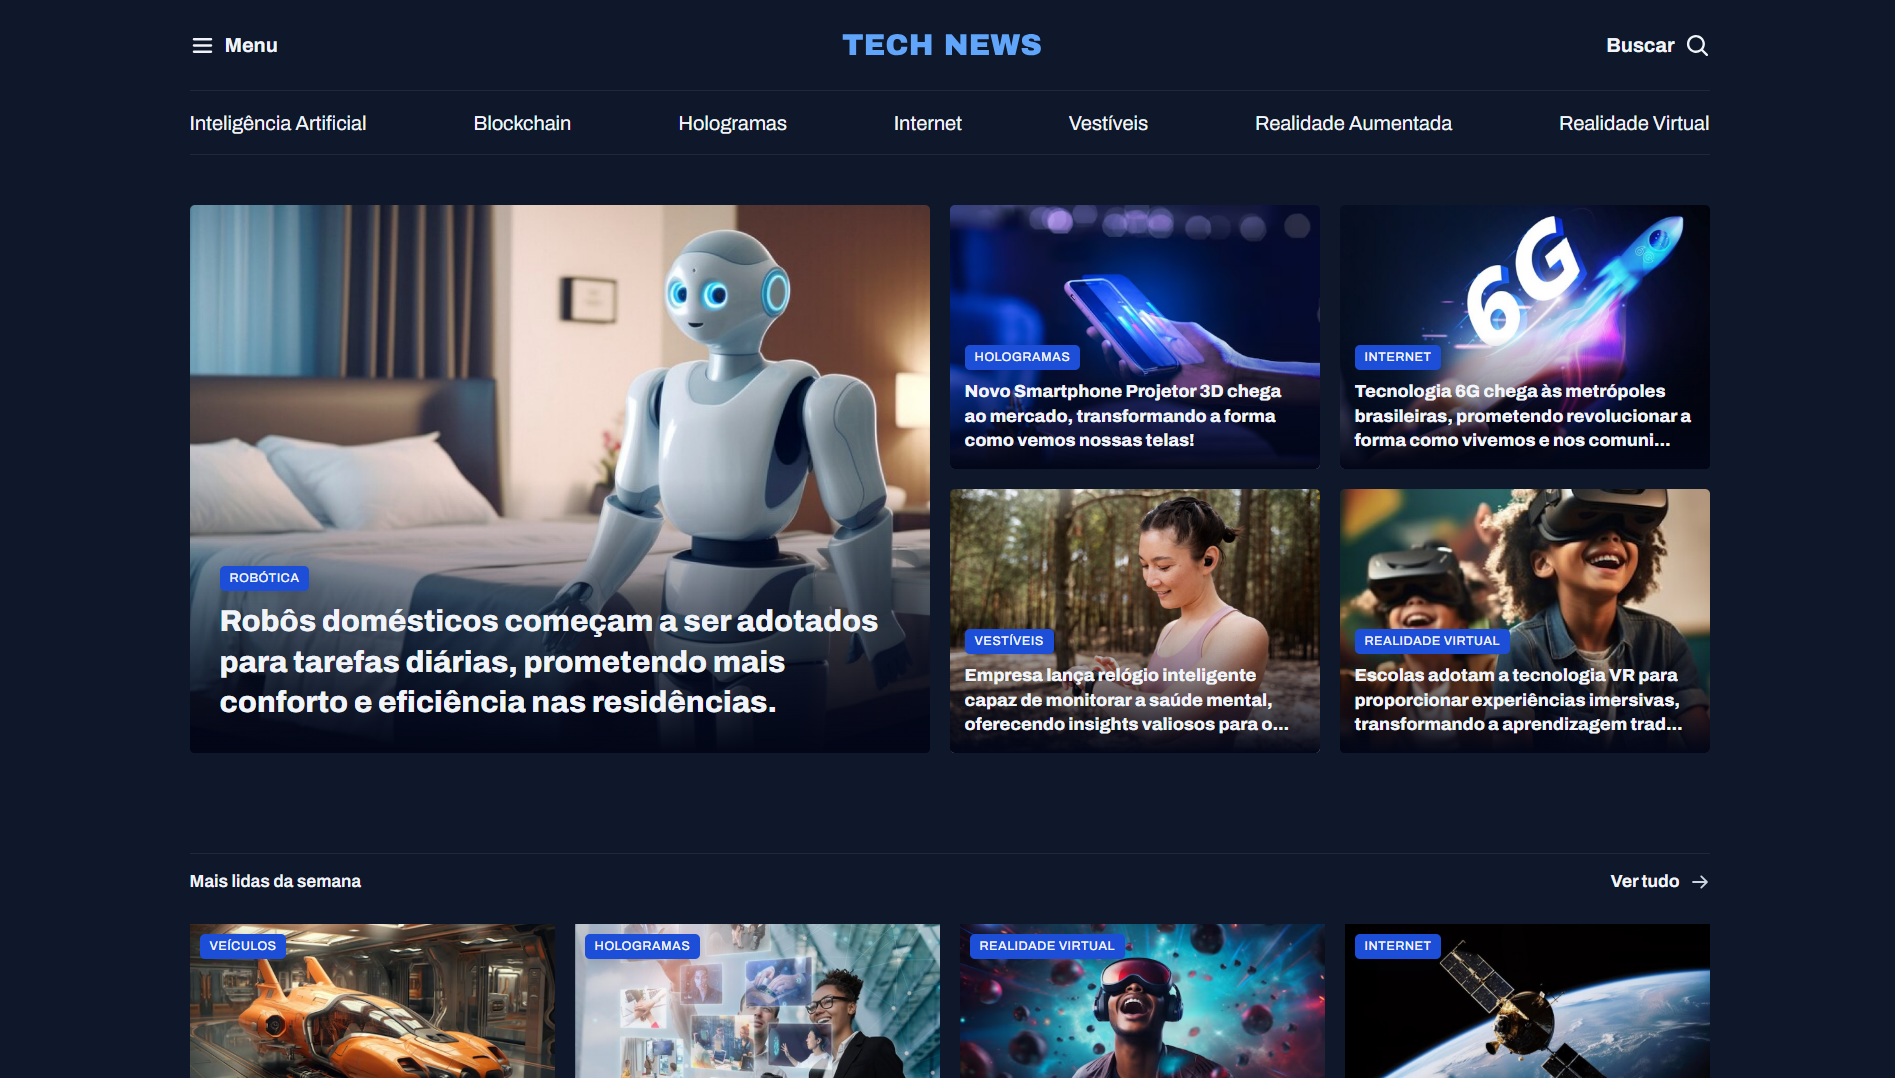 Menu
TECH NEWS
Buscar
Inteligência Artificial
Blockchain
Hologramas
Internet
Vestíveis
Realidade Aumentada
Realidade Virtual
ROBÓTICA
Robôs domésticos começam a ser adotados
para tarefas diárias, prometendo mais
conforto e eficiência nas residências.
HOLOGRAMAS
Novo Smartphone Projetor 3D chega
ao mercado, transformando a forma
como vemos nossas telas!
6G
INTERNET
Tecnologia 6G chega às metrópoles
brasileiras, prometendo revolucionar a
forma como vivemos e nos comuni...
VESTÍVEIS
Empresa lança relógio inteligente
capaz de monitorar a saúde mental,
oferecendo insights valiosos para o...
REALIDADE VIRTUAL
Escolas adotam a tecnologia VR para
proporcionar experiências imersivas,
transformando a aprendizagem trad...
Mais lidas da semana
Ver tudo
VEÍCULOS
HOLOGRAMAS
REALIDADE VIRTUAL
INTERNET